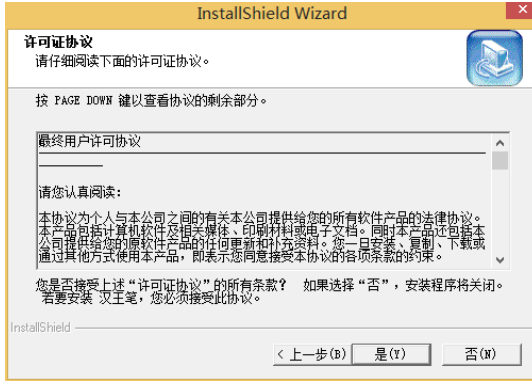 InstallShield Wizard
许可证协议
请仔细阅读下面的许可证协议。
按 PAGE DOWN 键以查看协议的剩余部分。
最终用户许可协议
请您认真阅读：
本协议为个人与本公司之间的有关本公司提供给您的所有软件产品的法律协议。
本产品包括计算机软件及相关媒体、印刷材料或电子文档。同时本产品还包括本
公司提供给您的原软件产品的任何更新和补充资料。您一旦安装、复制、下载或
通过其他方式使用本产品，即表示您同意接受本协议的各项条款的约束。
您是否接受上述“许可证协议”的所有条款？ 如果选择“否”，安装程序将关闭。
若要安装 汉王笔，您必须接受此协议。
InstallShield
< 上一步(B) 是(Y) 否(N)